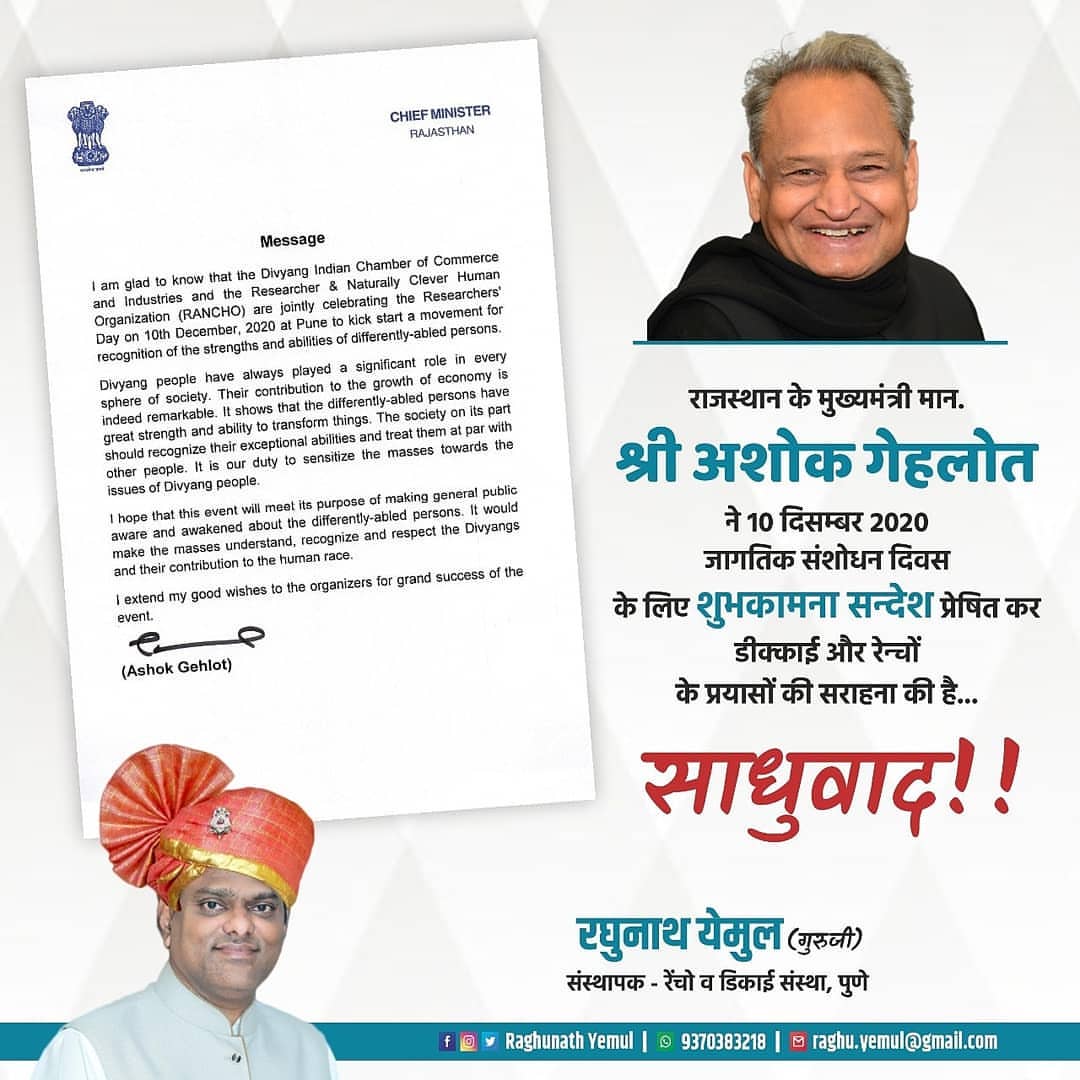 CHIEF MINISTER
RAJASTHAN
Message
I am glad to know that the Divyang Indian Chamber of Commerce
and Industries and the Researcher & Naturally Clever Human
Organization (RANCHO) are jointly celebrating the Researchers'
Day on 10th December, 2020 at Pune to kick start a movement for
recognition of the strengths and abilities of differently-abled persons.
Divyang people have always played a significant role in every
sphere of society. Their contribution to the growth of economy is
indeed remarkable. It shows that the differently-abled persons have
great strength and ability to transform things. The society on its part
should recognize their exceptional abilities and treat them at par with
other people. It is our duty to sensitize the masses towards the
issues of Divyang people.
I hope that this event will meet its purpose of making general public
aware and awakened about the differently-abled persons. It would
make the masses understand, recognize and respect the Divyangs
and their contribution to the human race.
I extend my good wishes to the organizers for grand success of the
event.
(Ashok Gehlot)
राजस्थान के मुख्यमंत्री मान.
श्री अशोक गेहलोत
ने 10 दिसम्बर 2020
जागतिक संशोधन दिवस
के लिए शुभकामना सन्देश प्रेषित कर
डीक्काई और रेन्चों
के प्रयासों की सराहना की है...
साधुवाद!!
रघुनाथ येमुल (गुरुजी)
संस्थापक - रेंचो व डिकाई संस्था, पुणे
Raghunath Yemul | 9370383218 | raghu.yemul@gmail.com